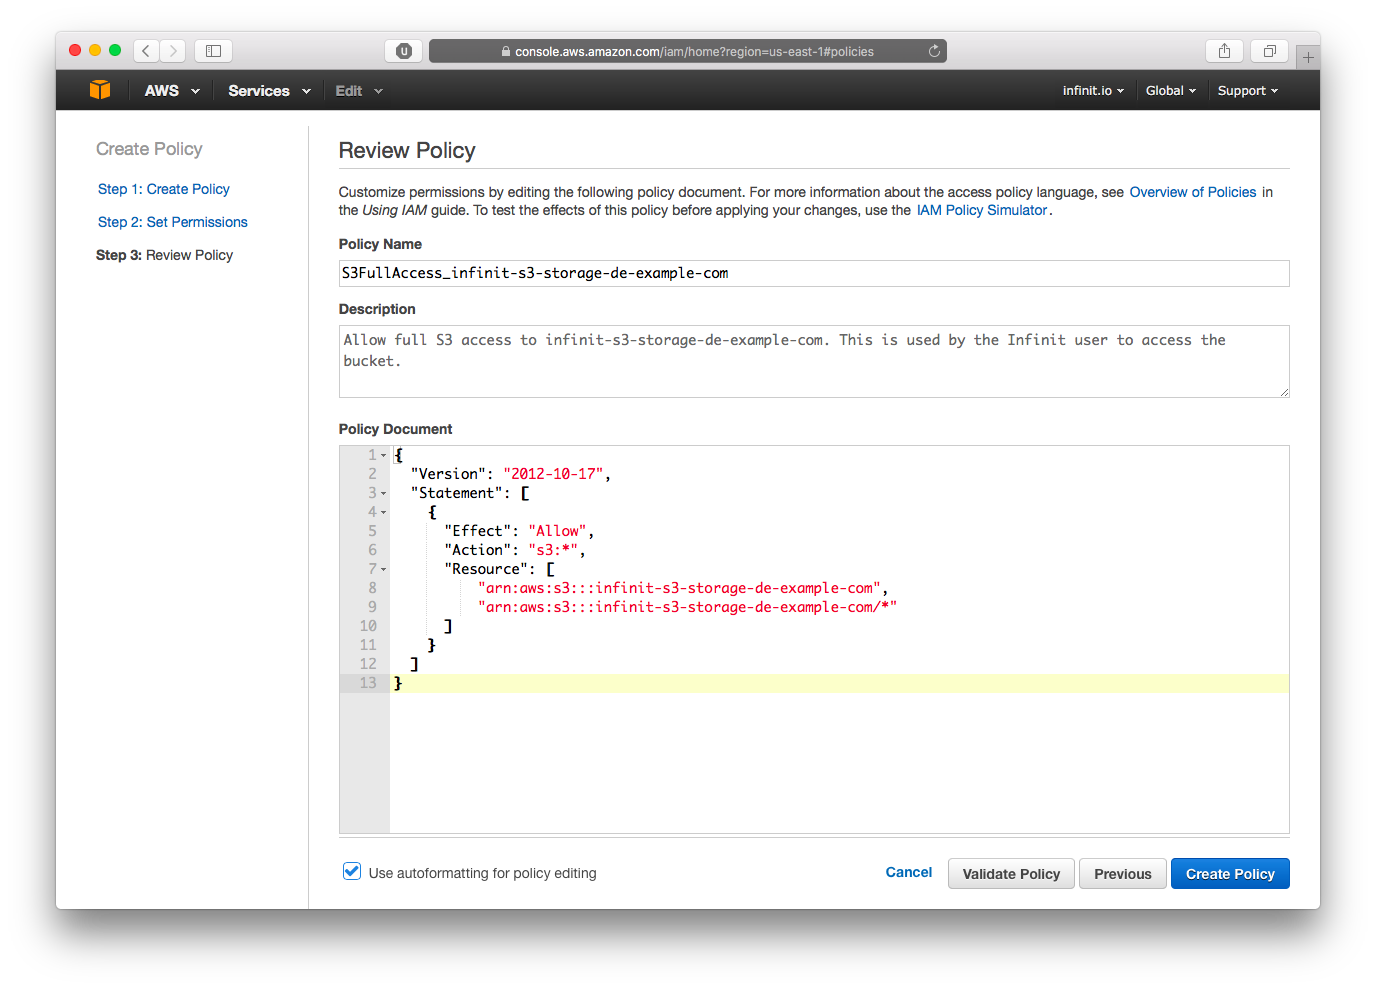 U
console.aws.amazon.com/iam/home?region=us-east-1#policies
AWS Services Edit infinit.io Global Support
Create Policy
Step 1: Create Policy
Step 2: Set Permissions
Step 3: Review Policy
Review Policy
Customize permissions by editing the following policy document. For more information about the access policy language, see Overview of Policies in
the Using IAM guide. To test the effects of this policy before applying your changes, use the IAM Policy Simulator.
Policy Name
S3FullAccess_infinit-s3-storage-de-example-com
Description
Allow full S3 access to infinit-s3-storage-de-example-com. This is used by the Infinit user to access the
bucket.
Policy Document
1 {
2 "Version": "2012-10-17",
3 "Statement": [
4 {
5 "Effect": "Allow",
6 "Action": "s3:*",
7 "Resource": [
8 "arn:aws:s3:::infinit-s3-storage-de-example-com",
9 "arn:aws:s3:::infinit-s3-storage-de-example-com/*"
10 ]
11 }
12 ]
13 }
Use autoformatting for policy editing
Cancel Validate Policy Previous Create Policy